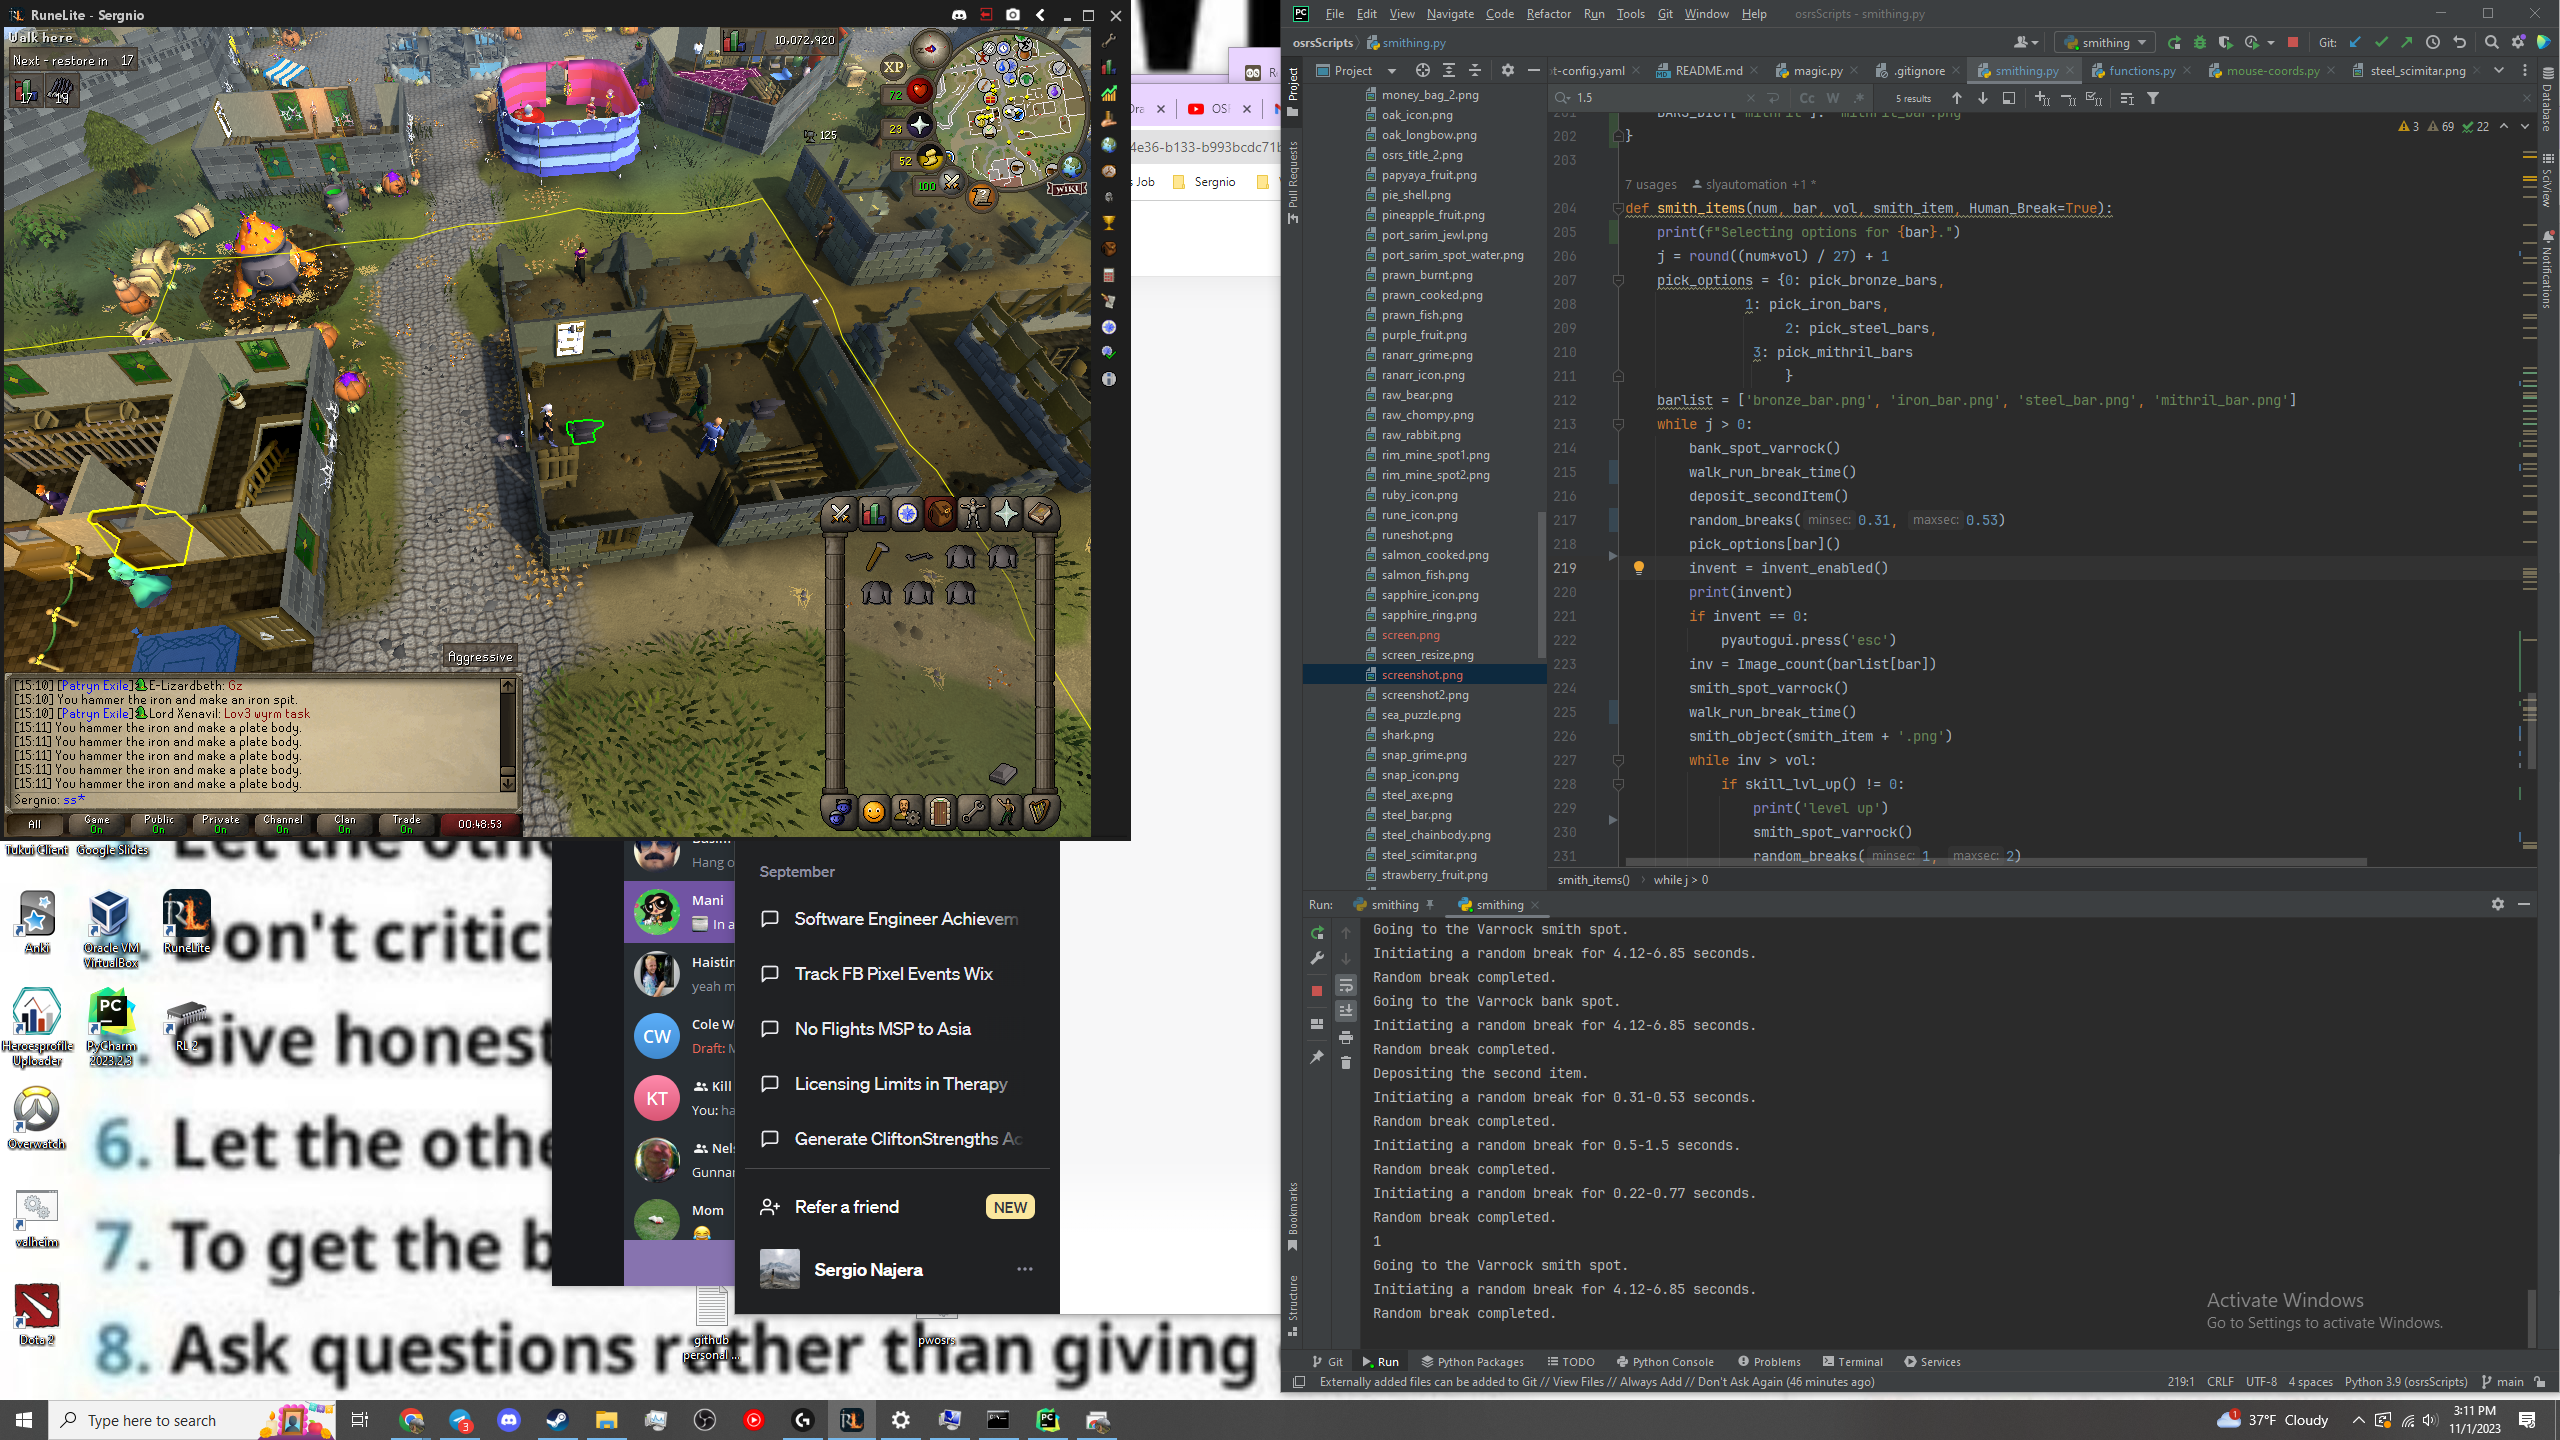 RuneLite - Sergnio
Walk here
Next - restore in 17
17
19
10,072,920
XP
72
23
52
100
125
WIKI
Aggressive
[15:10] [Patryn Exile] E-Lizardbeth: Gz
[15:10] You hammer the iron and make an iron spit.
[15:10] [Patryn Exile] Lord Xenavil: Lov3 wyrm task
[15:11] You hammer the iron and make a plate body.
[15:11] You hammer the iron and make a plate body.
[15:11] You hammer the iron and make a plate body.
[15:11] You hammer the iron and make a plate body.
[15:11] You hammer the iron and make a plate body.
Sergnio: ss*
All
Game On
Public On
Private On
Channel On
Clan On
Trade On
00:48:53
OSI
4e36-b133-b993bcdc71b
s Job
Sergnio
Tukui Client
Google Slides
Anki
Oracle VM VirtualBox
RuneLite
Heroesprofile Uploader
PyCharm 2023.2.3
RL 2
Overwatch
valheim
Dota 2
github personal ...
pwosrs
Let the othe
Don't critici
Give honest
6. Let the othe
7. To get the b
8. Ask questions rather than giving
Hang o
Mani
In a
Haistin
yeah m
CW
Cole W
Draft: M
KT
Kill
You: ha
Nels
Gunnar
Mom
September
Software Engineer Achievem
Track FB Pixel Events Wix
No Flights MSP to Asia
Licensing Limits in Therapy
Generate CliftonStrengths Ac
Refer a friend
NEW
Sergio Najera
PC
File Edit View Navigate Code Refactor Run Tools Git Window Help
osrsScripts - smithing.py
osrsScripts
smithing.py
smithing
Git:
Project
t-config.yaml
README.md
magic.py
.gitignore
smithing.py
functions.py
mouse-coords.py
steel_scimitar.png
Project
Pull Requests
Bookmarks
Structure
Database
SciView
Notifications
money_bag_2.png
oak_icon.png
oak_longbow.png
osrs_title_2.png
papyaya_fruit.png
pie_shell.png
pineapple_fruit.png
port_sarim_jewl.png
port_sarim_spot_water.png
prawn_burnt.png
prawn_cooked.png
prawn_fish.png
purple_fruit.png
ranarr_grime.png
ranarr_icon.png
raw_bear.png
raw_chompy.png
raw_rabbit.png
rim_mine_spot1.png
rim_mine_spot2.png
ruby_icon.png
rune_icon.png
runeshot.png
salmon_cooked.png
salmon_fish.png
sapphire_icon.png
sapphire_ring.png
screen.png
screen_resize.png
screenshot.png
screenshot2.png
sea_puzzle.png
shark.png
snap_grime.png
snap_icon.png
steel_axe.png
steel_bar.png
steel_chainbody.png
steel_scimitar.png
strawberry_fruit.png
1.5
Cc W .*
5 results
3 69 22
201 BARS_DICT['mithril']: 'mithril_bar.png'
202 }
203
7 usages slyautomation +1 *
204 def smith_items(num, bar, vol, smith_item, Human_Break=True):
205 print(f"Selecting options for {bar}.")
206 j = round((num*vol) / 27) + 1
207 pick_options = {0: pick_bronze_bars,
208 1: pick_iron_bars,
209 2: pick_steel_bars,
210 3: pick_mithril_bars
211 }
212 barlist = ['bronze_bar.png', 'iron_bar.png', 'steel_bar.png', 'mithril_bar.png']
213 while j > 0:
214 bank_spot_varrock()
215 walk_run_break_time()
216 deposit_secondItem()
217 random_breaks( minsec: 0.31, maxsec: 0.53)
218 pick_options[bar]()
219 invent = invent_enabled()
220 print(invent)
221 if invent == 0:
222 pyautogui.press('esc')
223 inv = Image_count(barlist[bar])
224 smith_spot_varrock()
225 walk_run_break_time()
226 smith_object(smith_item + '.png')
227 while inv > vol:
228 if skill_lvl_up() != 0:
229 print('level up')
230 smith_spot_varrock()
231 random_breaks( minsec: 1, maxsec: 2)
smith_items() while j > 0
Run: smithing smithing
Going to the Varrock smith spot.
Initiating a random break for 4.12-6.85 seconds.
Random break completed.
Going to the Varrock bank spot.
Initiating a random break for 4.12-6.85 seconds.
Random break completed.
Depositing the second item.
Initiating a random break for 0.31-0.53 seconds.
Random break completed.
Initiating a random break for 0.5-1.5 seconds.
Random break completed.
Initiating a random break for 0.22-0.77 seconds.
Random break completed.
1
Going to the Varrock smith spot.
Initiating a random break for 4.12-6.85 seconds.
Random break completed.
Activate Windows
Go to Settings to activate Windows.
Git Run Python Packages TODO Python Console Problems Terminal Services
Externally added files can be added to Git // View Files // Always Add // Don't Ask Again (46 minutes ago)
219:1 CRLF UTF-8 4 spaces Python 3.9 (osrsScripts) main
Type here to search
3
1
37°F Cloudy
3:11 PM
11/1/2023